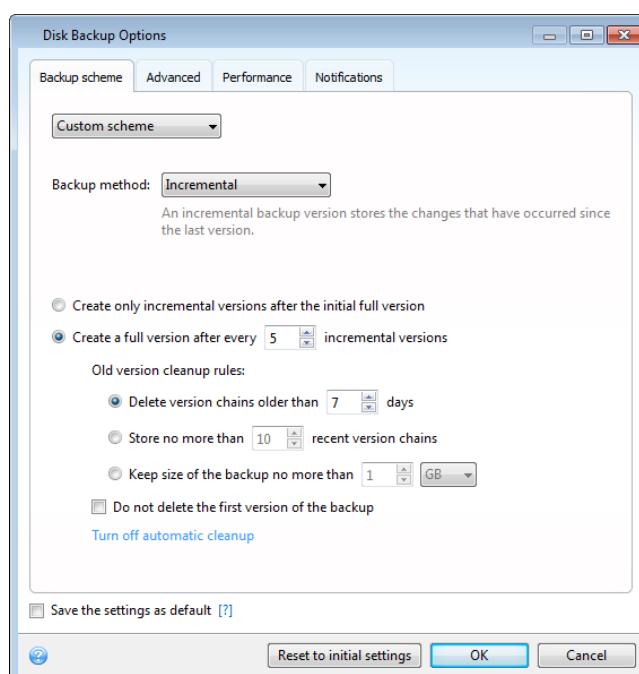 Disk Backup Options
Backup scheme Advanced Performance Notifications
Custom scheme
Backup method: Incremental
An incremental backup version stores the changes that have occurred since
the last version.
Create only incremental versions after the initial full version
Create a full version after every 5 incremental versions
Old version cleanup rules:
Delete version chains older than 7 days
Store no more than 10 recent version chains
Keep size of the backup no more than 1 GB
Do not delete the first version of the backup
Turn off automatic cleanup
Save the settings as default [?]
? Reset to initial settings OK Cancel